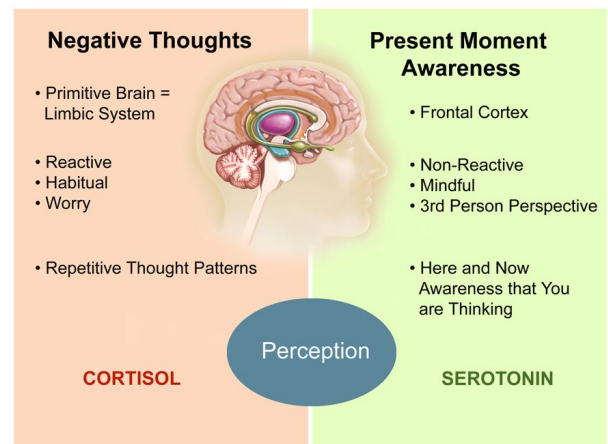 Negative Thoughts
• Primitive Brain =
Limbic System
• Reactive
• Habitual
• Worry
• Repetitive Thought Patterns
CORTISOL
Present Moment
Awareness
• Frontal Cortex
• Non-Reactive
• Mindful
• 3rd Person Perspective
• Here and Now
Awareness that You
are Thinking
SEROTONIN
Perception